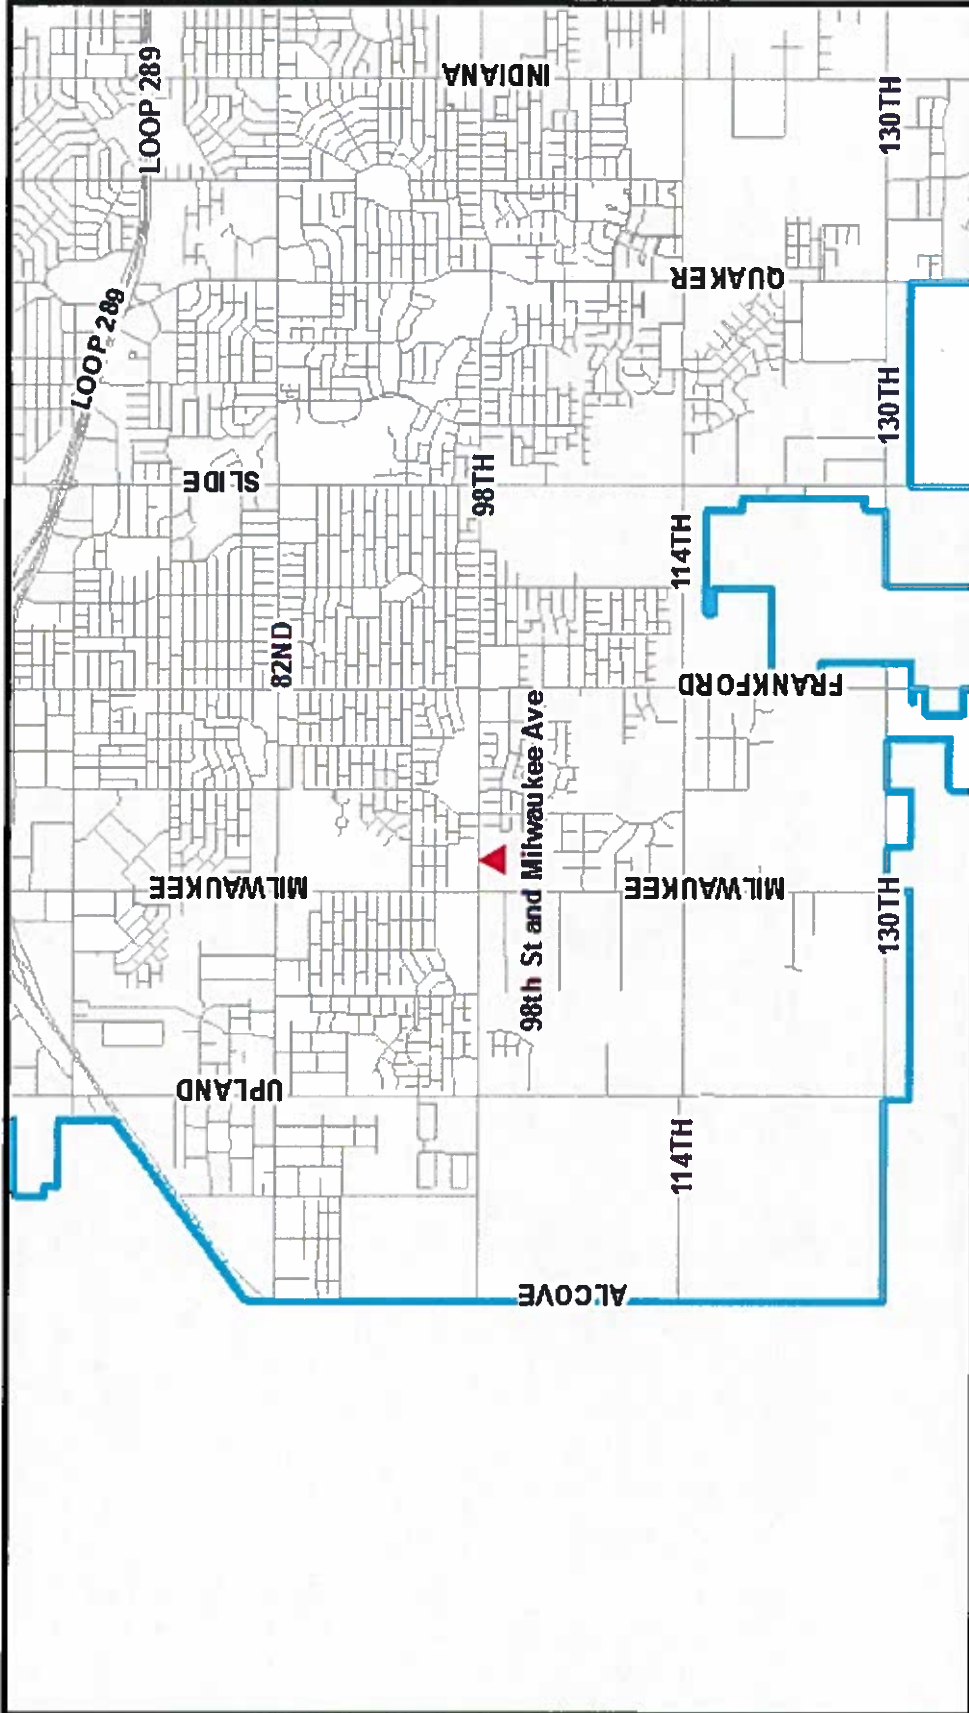 LOOP 289
LOOP 289
INDIANA
130TH
QUAKER
130TH
SLIDE
98TH
114TH
82ND
FRANKFORD
98th St and Milwaukee Ave
MILWAUKEE
MILWAUKEE
130TH
UPLAND
114TH
ALCOVE